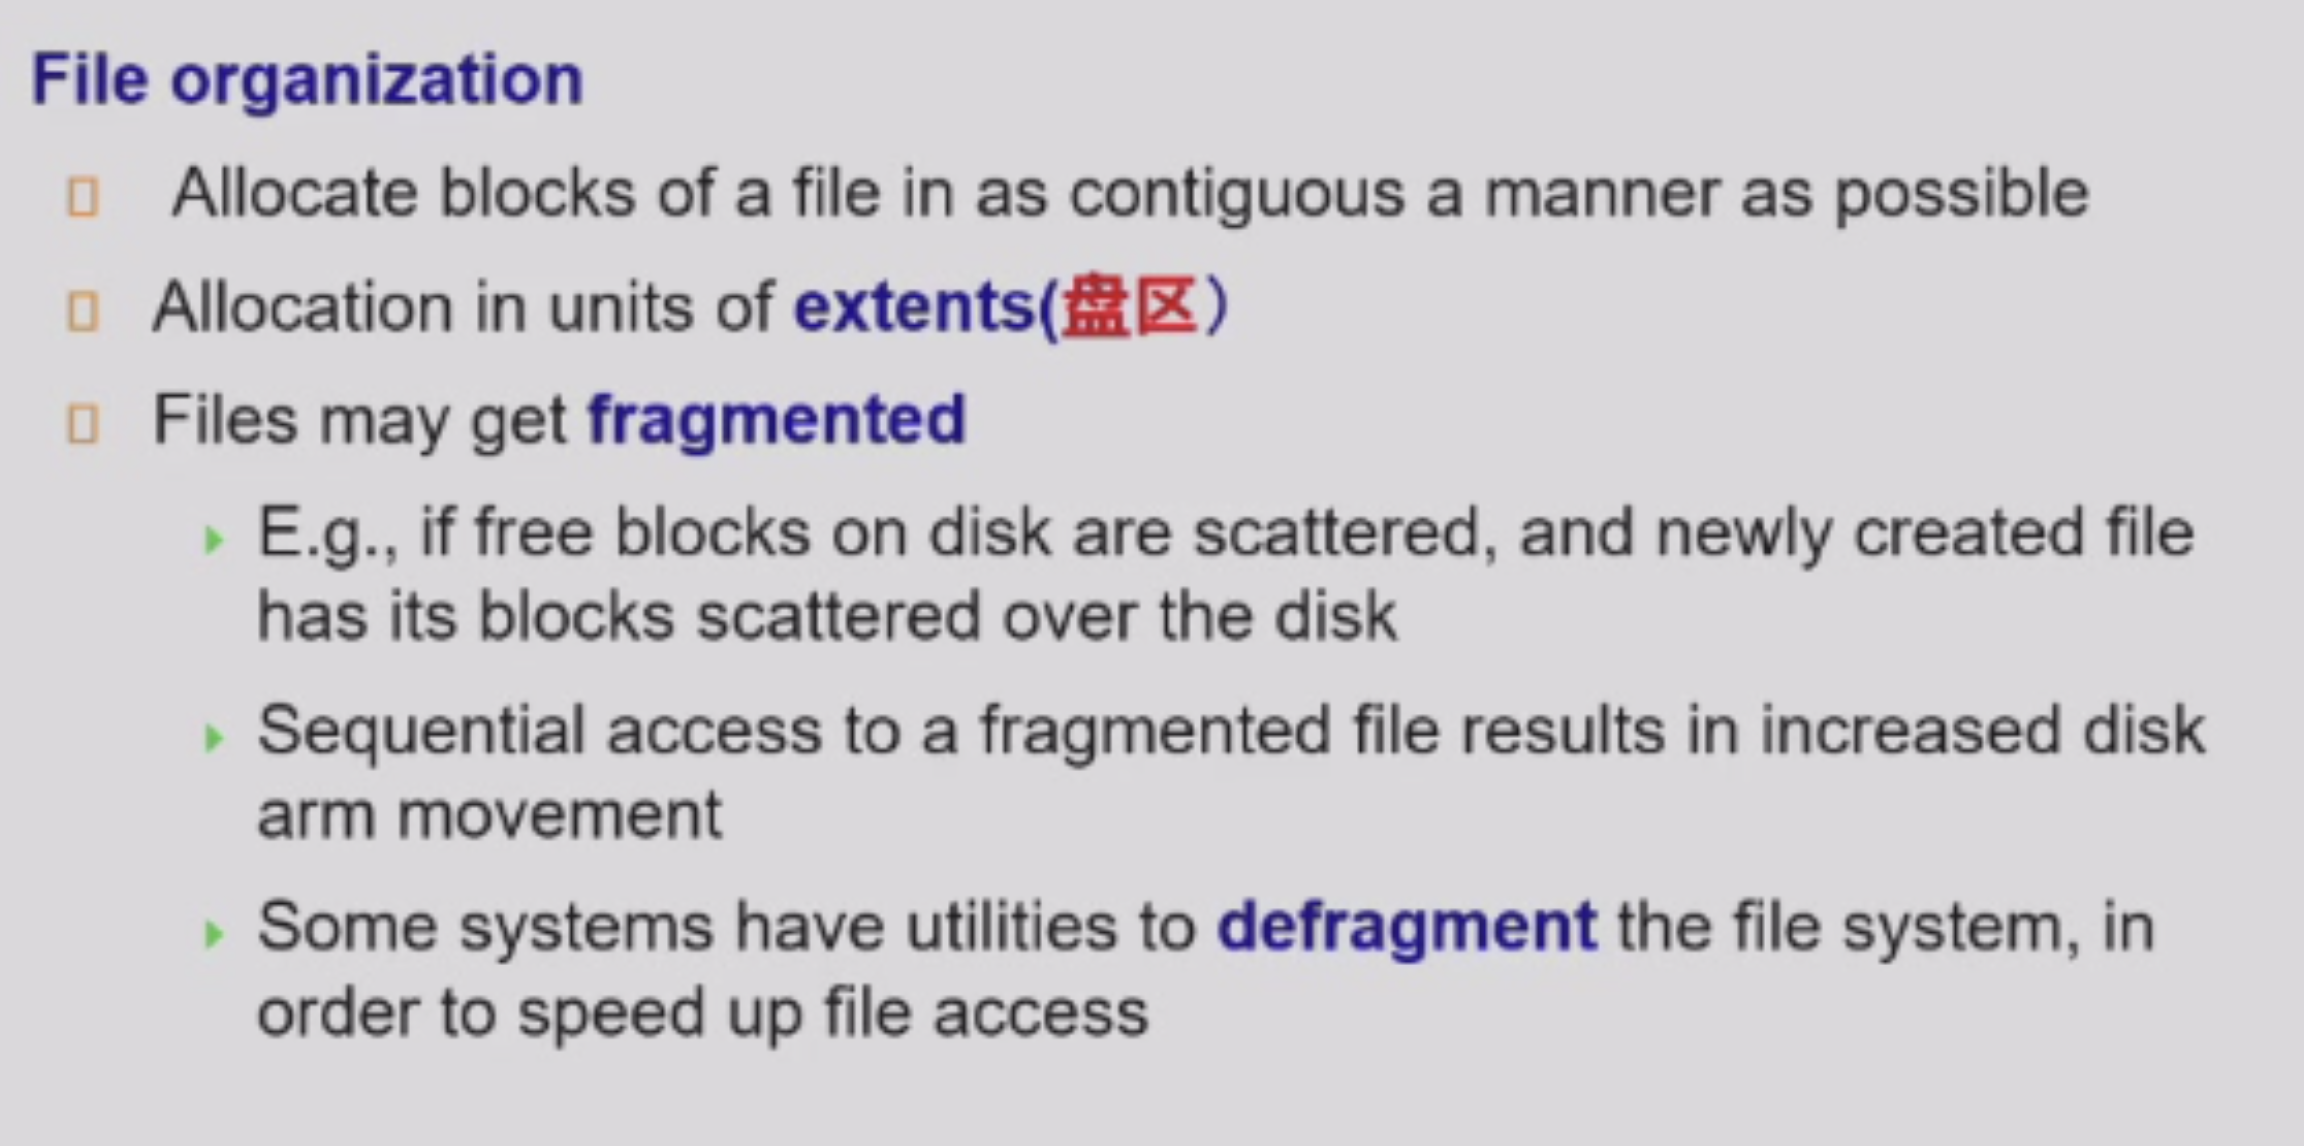 File organization
Allocate blocks of a file in as contiguous a manner as possible
Allocation in units of extents(盘区）
Files may get fragmented
E.g., if free blocks on disk are scattered, and newly created file
has its blocks scattered over the disk
Sequential access to a fragmented file results in increased disk
arm movement
Some systems have utilities to defragment the file system, in
order to speed up file access